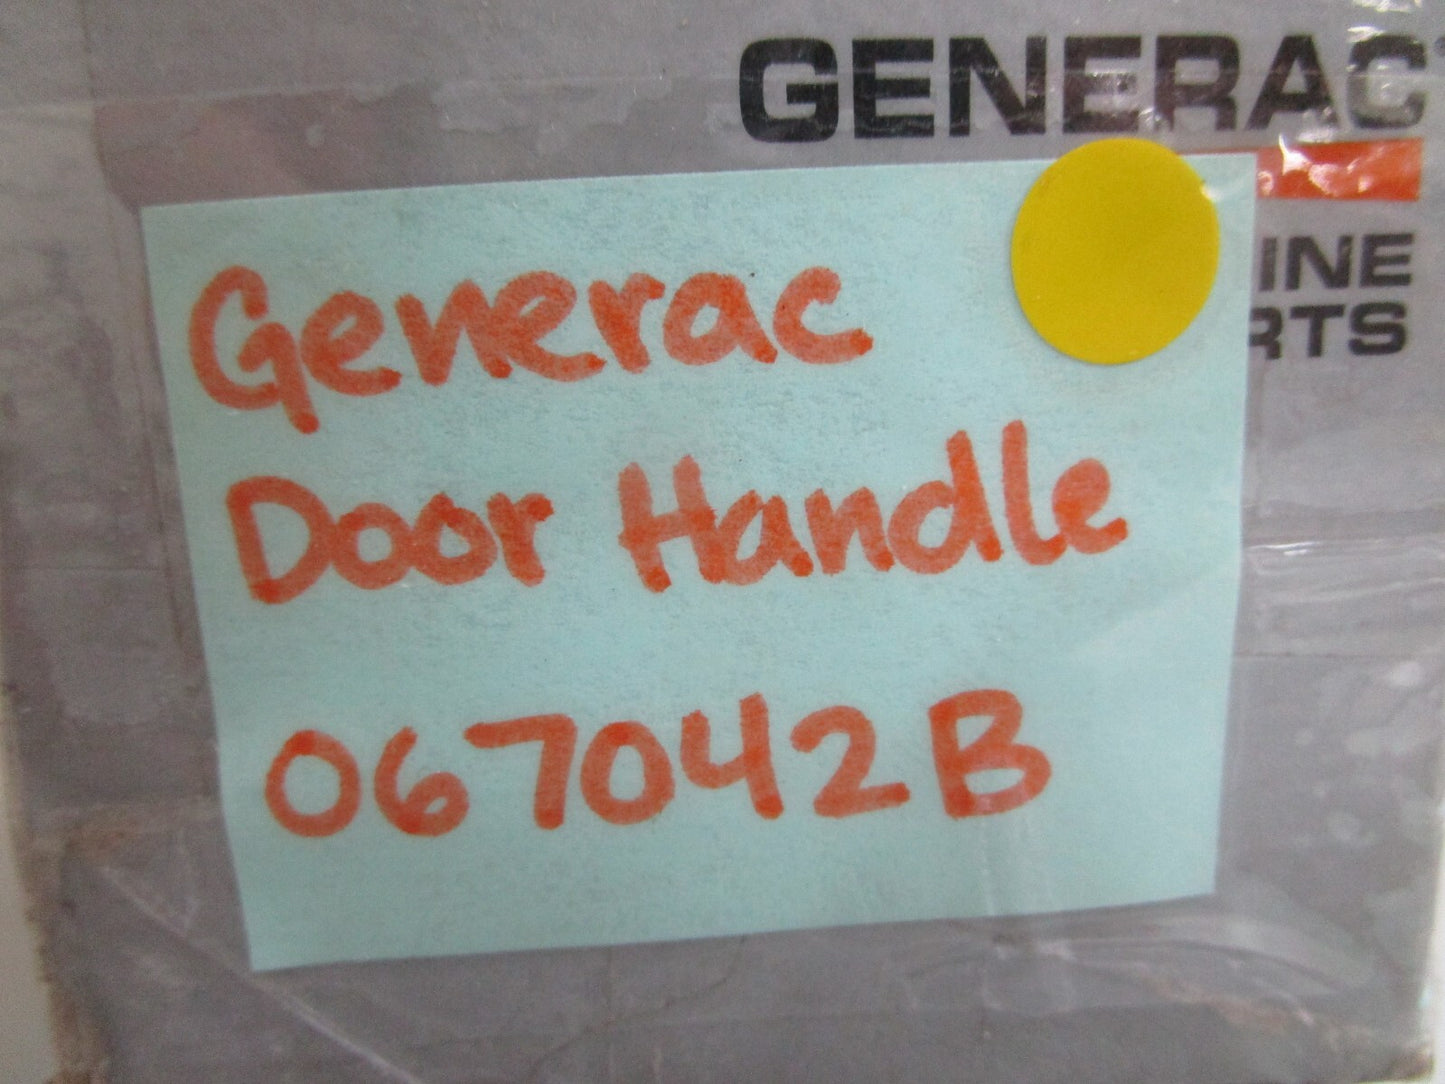 GENERAC
INE
RTS
Generac
Door Handle
067042B